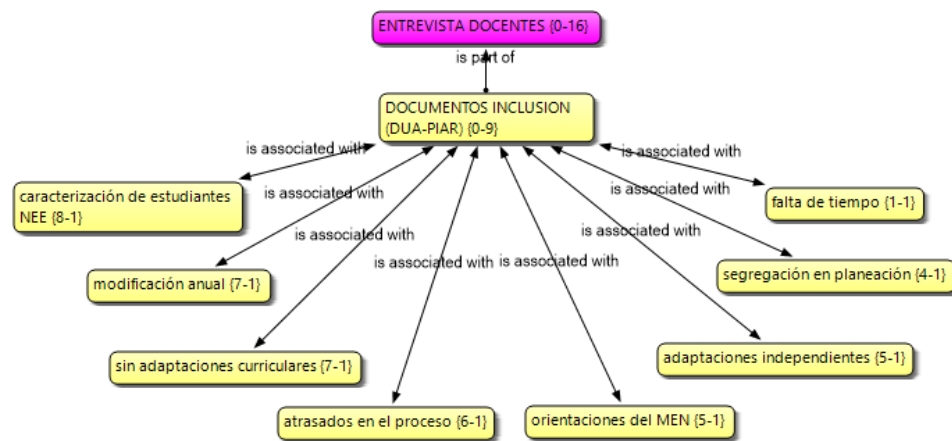 ENTREVISTA DOCENTES {0-16}
is part of
DOCUMENTOS INCLUSION
(DUA-PIAR) {0-9}
is associated with
is associated with
caracterización de estudiantes
NEE {8-1}
is associated with
is associated with
falta de tiempo {1-1}
is associated with
is associated with
is associated with
is associated with
segregación en planeación {4-1}
modificación anual {7-1}
adaptaciones independientes {5-1}
sin adaptaciones curriculares {7-1}
atrasados en el proceso {6-1}
orientaciones del MEN {5-1}